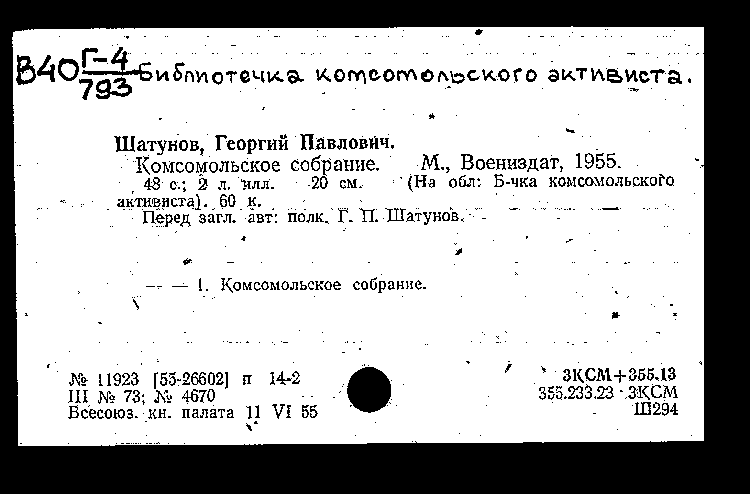 В40 Г-4/793 Библиотечка комсомольского активиста.
Шатунов, Георгий Павлович.
Комсомольское собрание. М., Воениздат, 1955.
48 с.; 2 л. илл. 20 см. (На обл: Б-чка комсомольского
активиста). 60 к.
Перед загл. авт: полк. Г. П. Шатунов.
— — 1. Комсомольское собрание.
№ 11923 [55-26602] п 14-2
III № 73; № 4670
Всесоюз. кн. палата 11 VI 55
3КСМ+355.13
355.233.23 3КСМ
Ш294